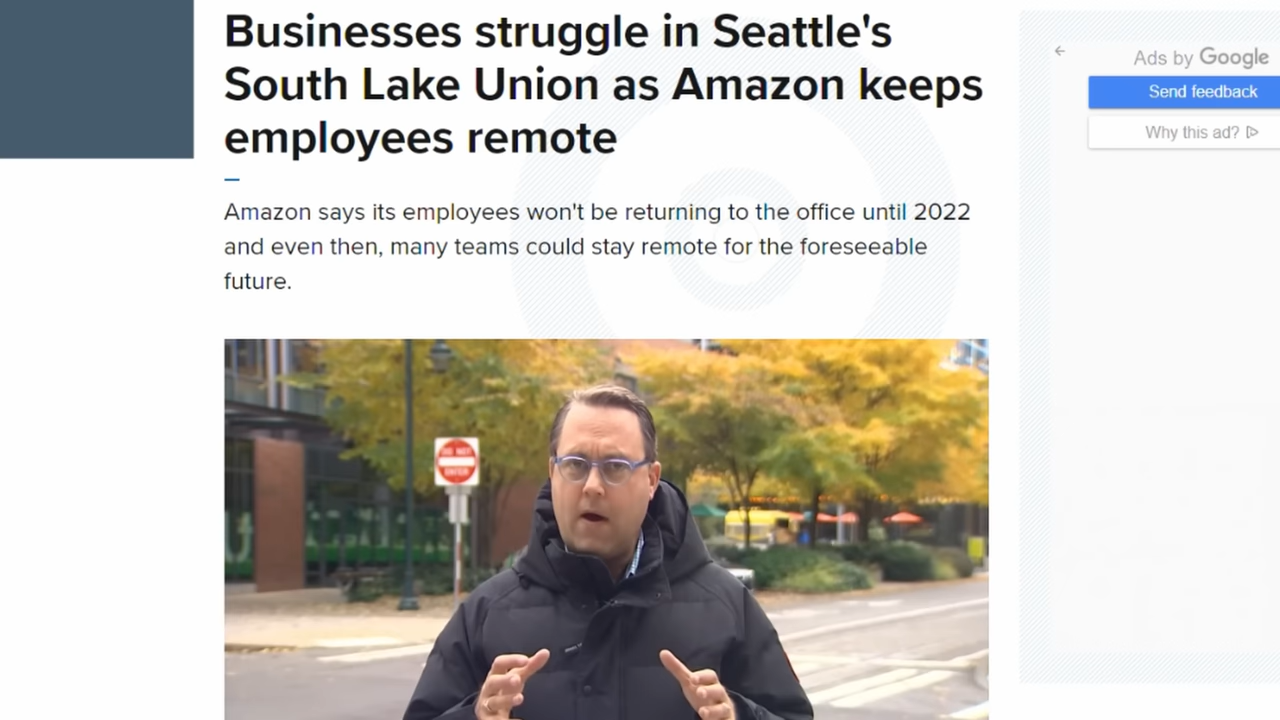 Businesses struggle in Seattle's
South Lake Union as Amazon keeps
employees remote
Amazon says its employees won't be returning to the office until 2022
and even then, many teams could stay remote for the foreseeable
future.
Ads by Google
Send feedback
Why this ad?
DO NOT
ENTER